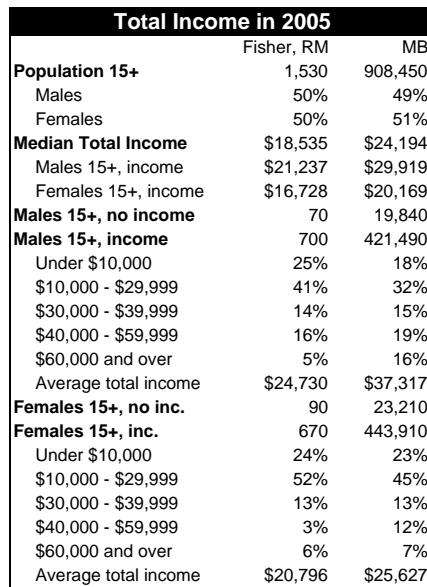 Total Income in 2005
Fisher, RM MB
Population 15+ 1,530 908,450
Males 50% 49%
Females 50% 51%
Median Total Income $18,535 $24,194
Males 15+, income $21,237 $29,919
Females 15+, income $16,728 $20,169
Males 15+, no income 70 19,840
Males 15+, income 700 421,490
Under $10,000 25% 18%
$10,000 - $29,999 41% 32%
$30,000 - $39,999 14% 15%
$40,000 - $59,999 16% 19%
$60,000 and over 5% 16%
Average total income $24,730 $37,317
Females 15+, no inc. 90 23,210
Females 15+, inc. 670 443,910
Under $10,000 24% 23%
$10,000 - $29,999 52% 45%
$30,000 - $39,999 13% 13%
$40,000 - $59,999 3% 12%
$60,000 and over 6% 7%
Average total income $20,796 $25,627